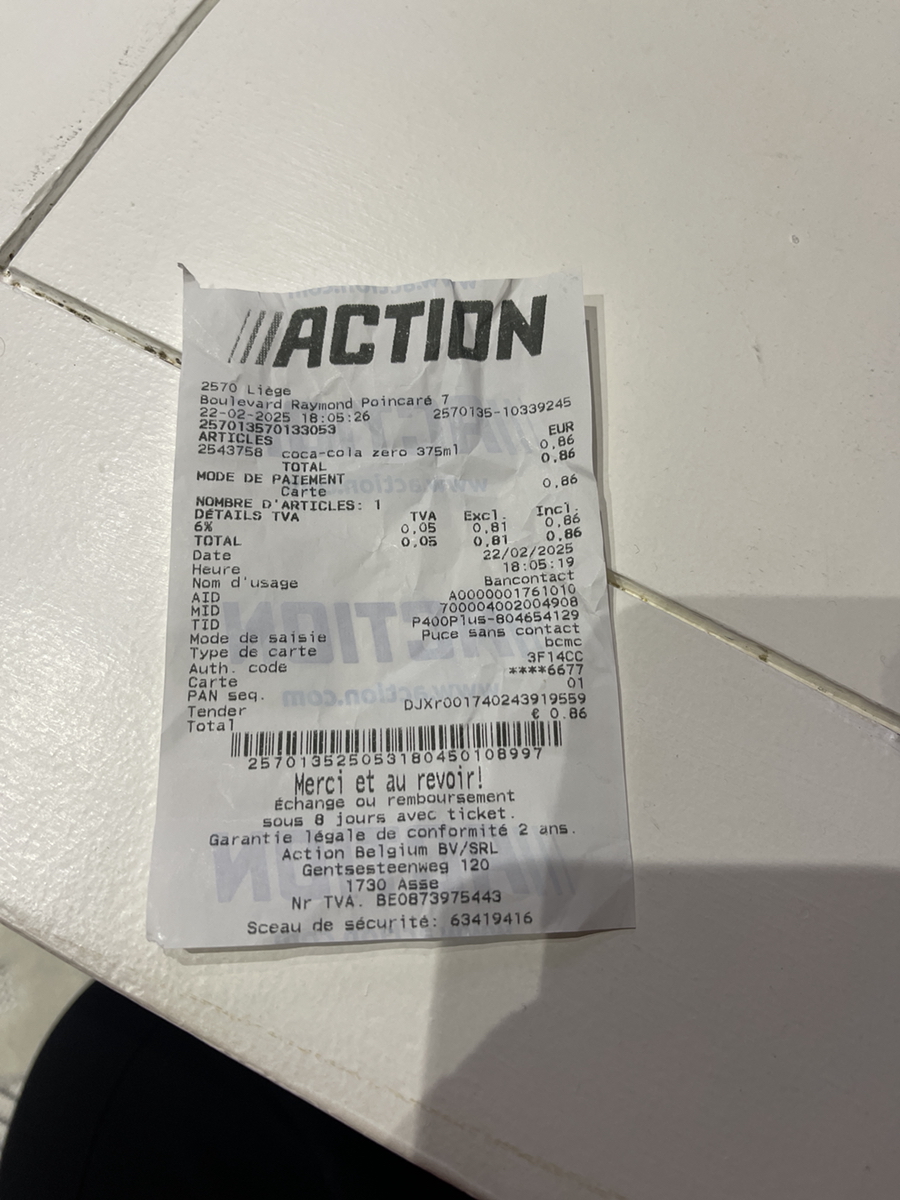 ACTION
2570 Liège
Boulevard Raymond Poincaré 7
22-02-2025 18:05:26 2570135-10339245
257013570133053
ARTICLES EUR
2543758 coca-cola zero 375ml 0,86
TOTAL 0,86
MODE DE PAIEMENT
Carte 0,86
NOMBRE D'ARTICLES: 1
DÉTAILS TVA TVA Excl. Incl.
6% 0,05 0,81 0,86
TOTAL 0,05 0,81 0,86
Date 22/02/2025
Heure 18:05:19
Nom d'usage Bancontact
AID A0000001761010
MID 700004002004908
TID P400Plus-804654129
Mode de saisie Puce sans contact
Type de carte bcmc
Auth. code 3F14CC
Carte ****6677
PAN seq. 01
Tender DJXr001740243919559
Total € 0.86
257013525053180450108997
Merci et au revoir!
Échange ou remboursement
sous 8 jours avec ticket.
Garantie légale de conformité 2 ans.
Action Belgium BV/SRL
Gentsesteenweg 120
1730 Asse
Nr TVA. BE0873975443
Sceau de sécurité: 63419416